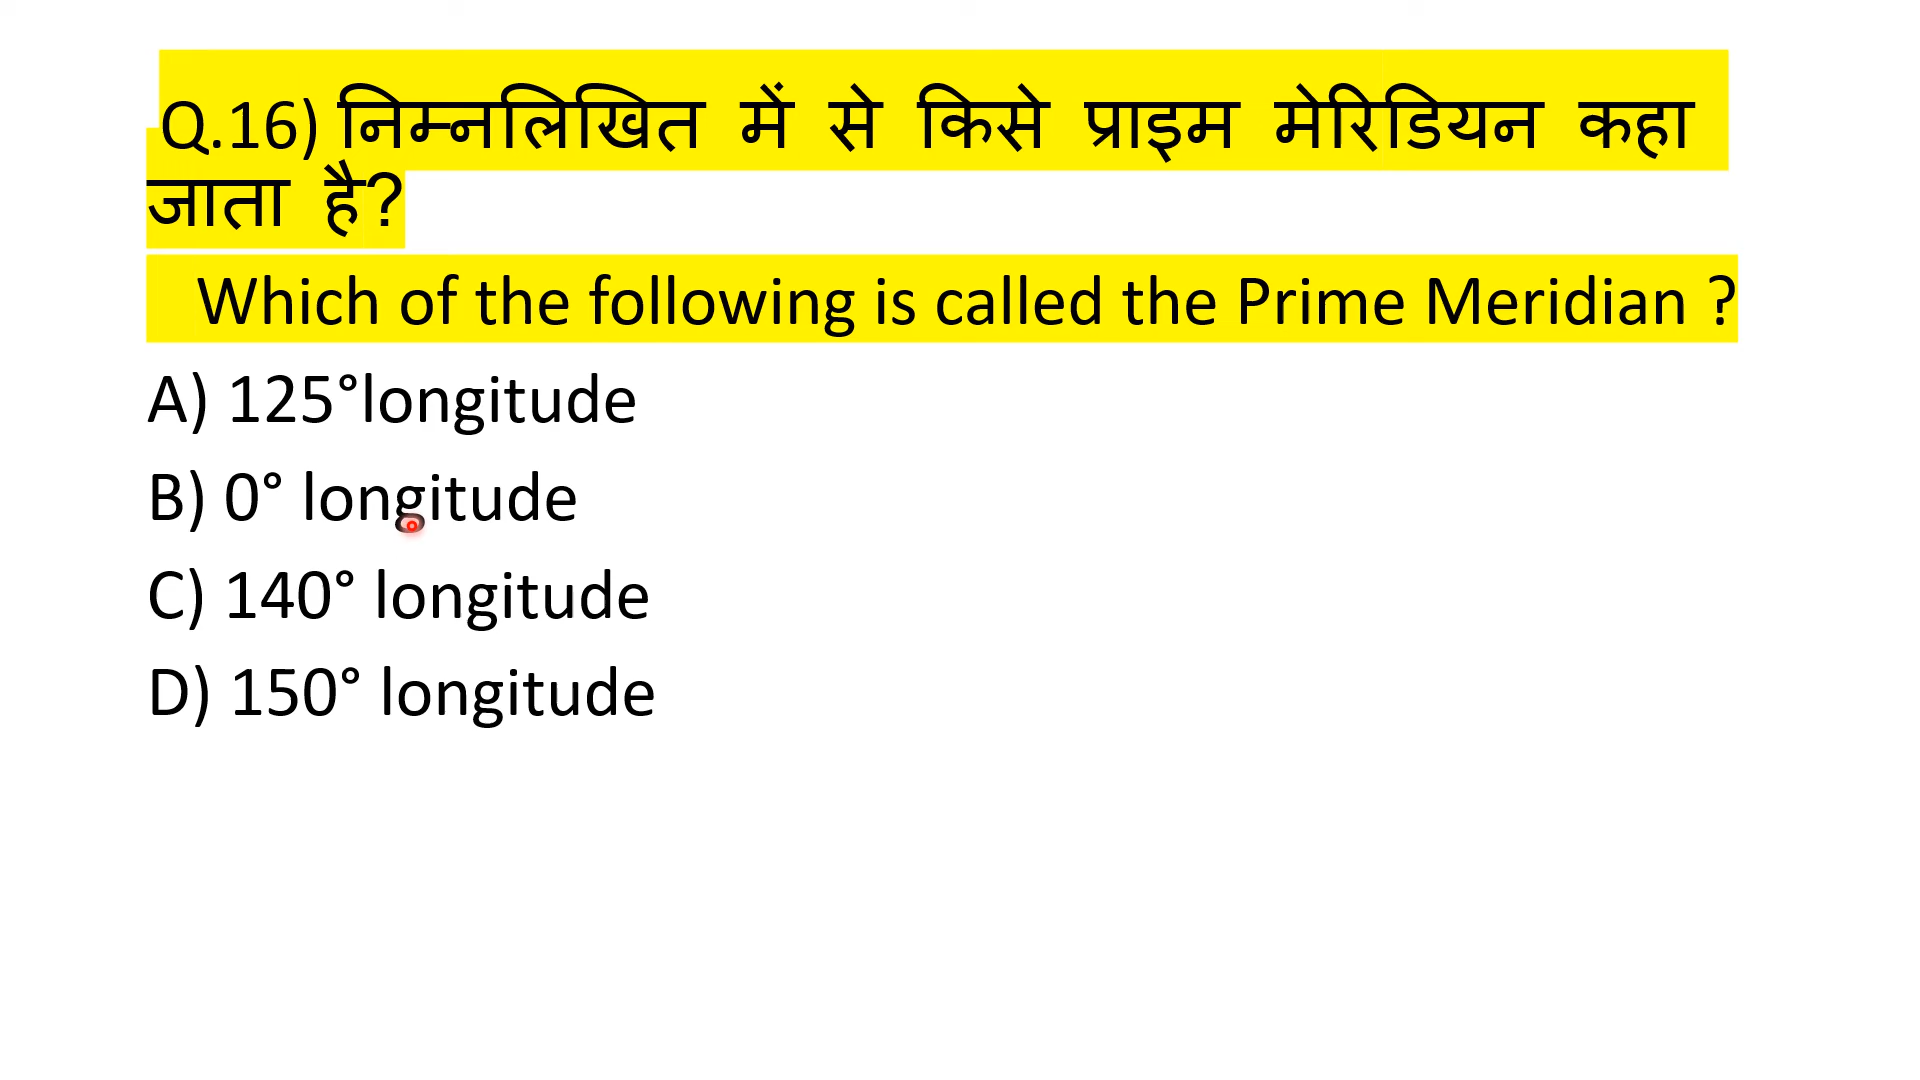 Q.16) निम्नलिखित में से किसे प्राइम मेरिडियन कहा
जाता है?
Which of the following is called the Prime Meridian ?
A) 125°longitude
B) 0° longitude
C) 140° longitude
D) 150° longitude